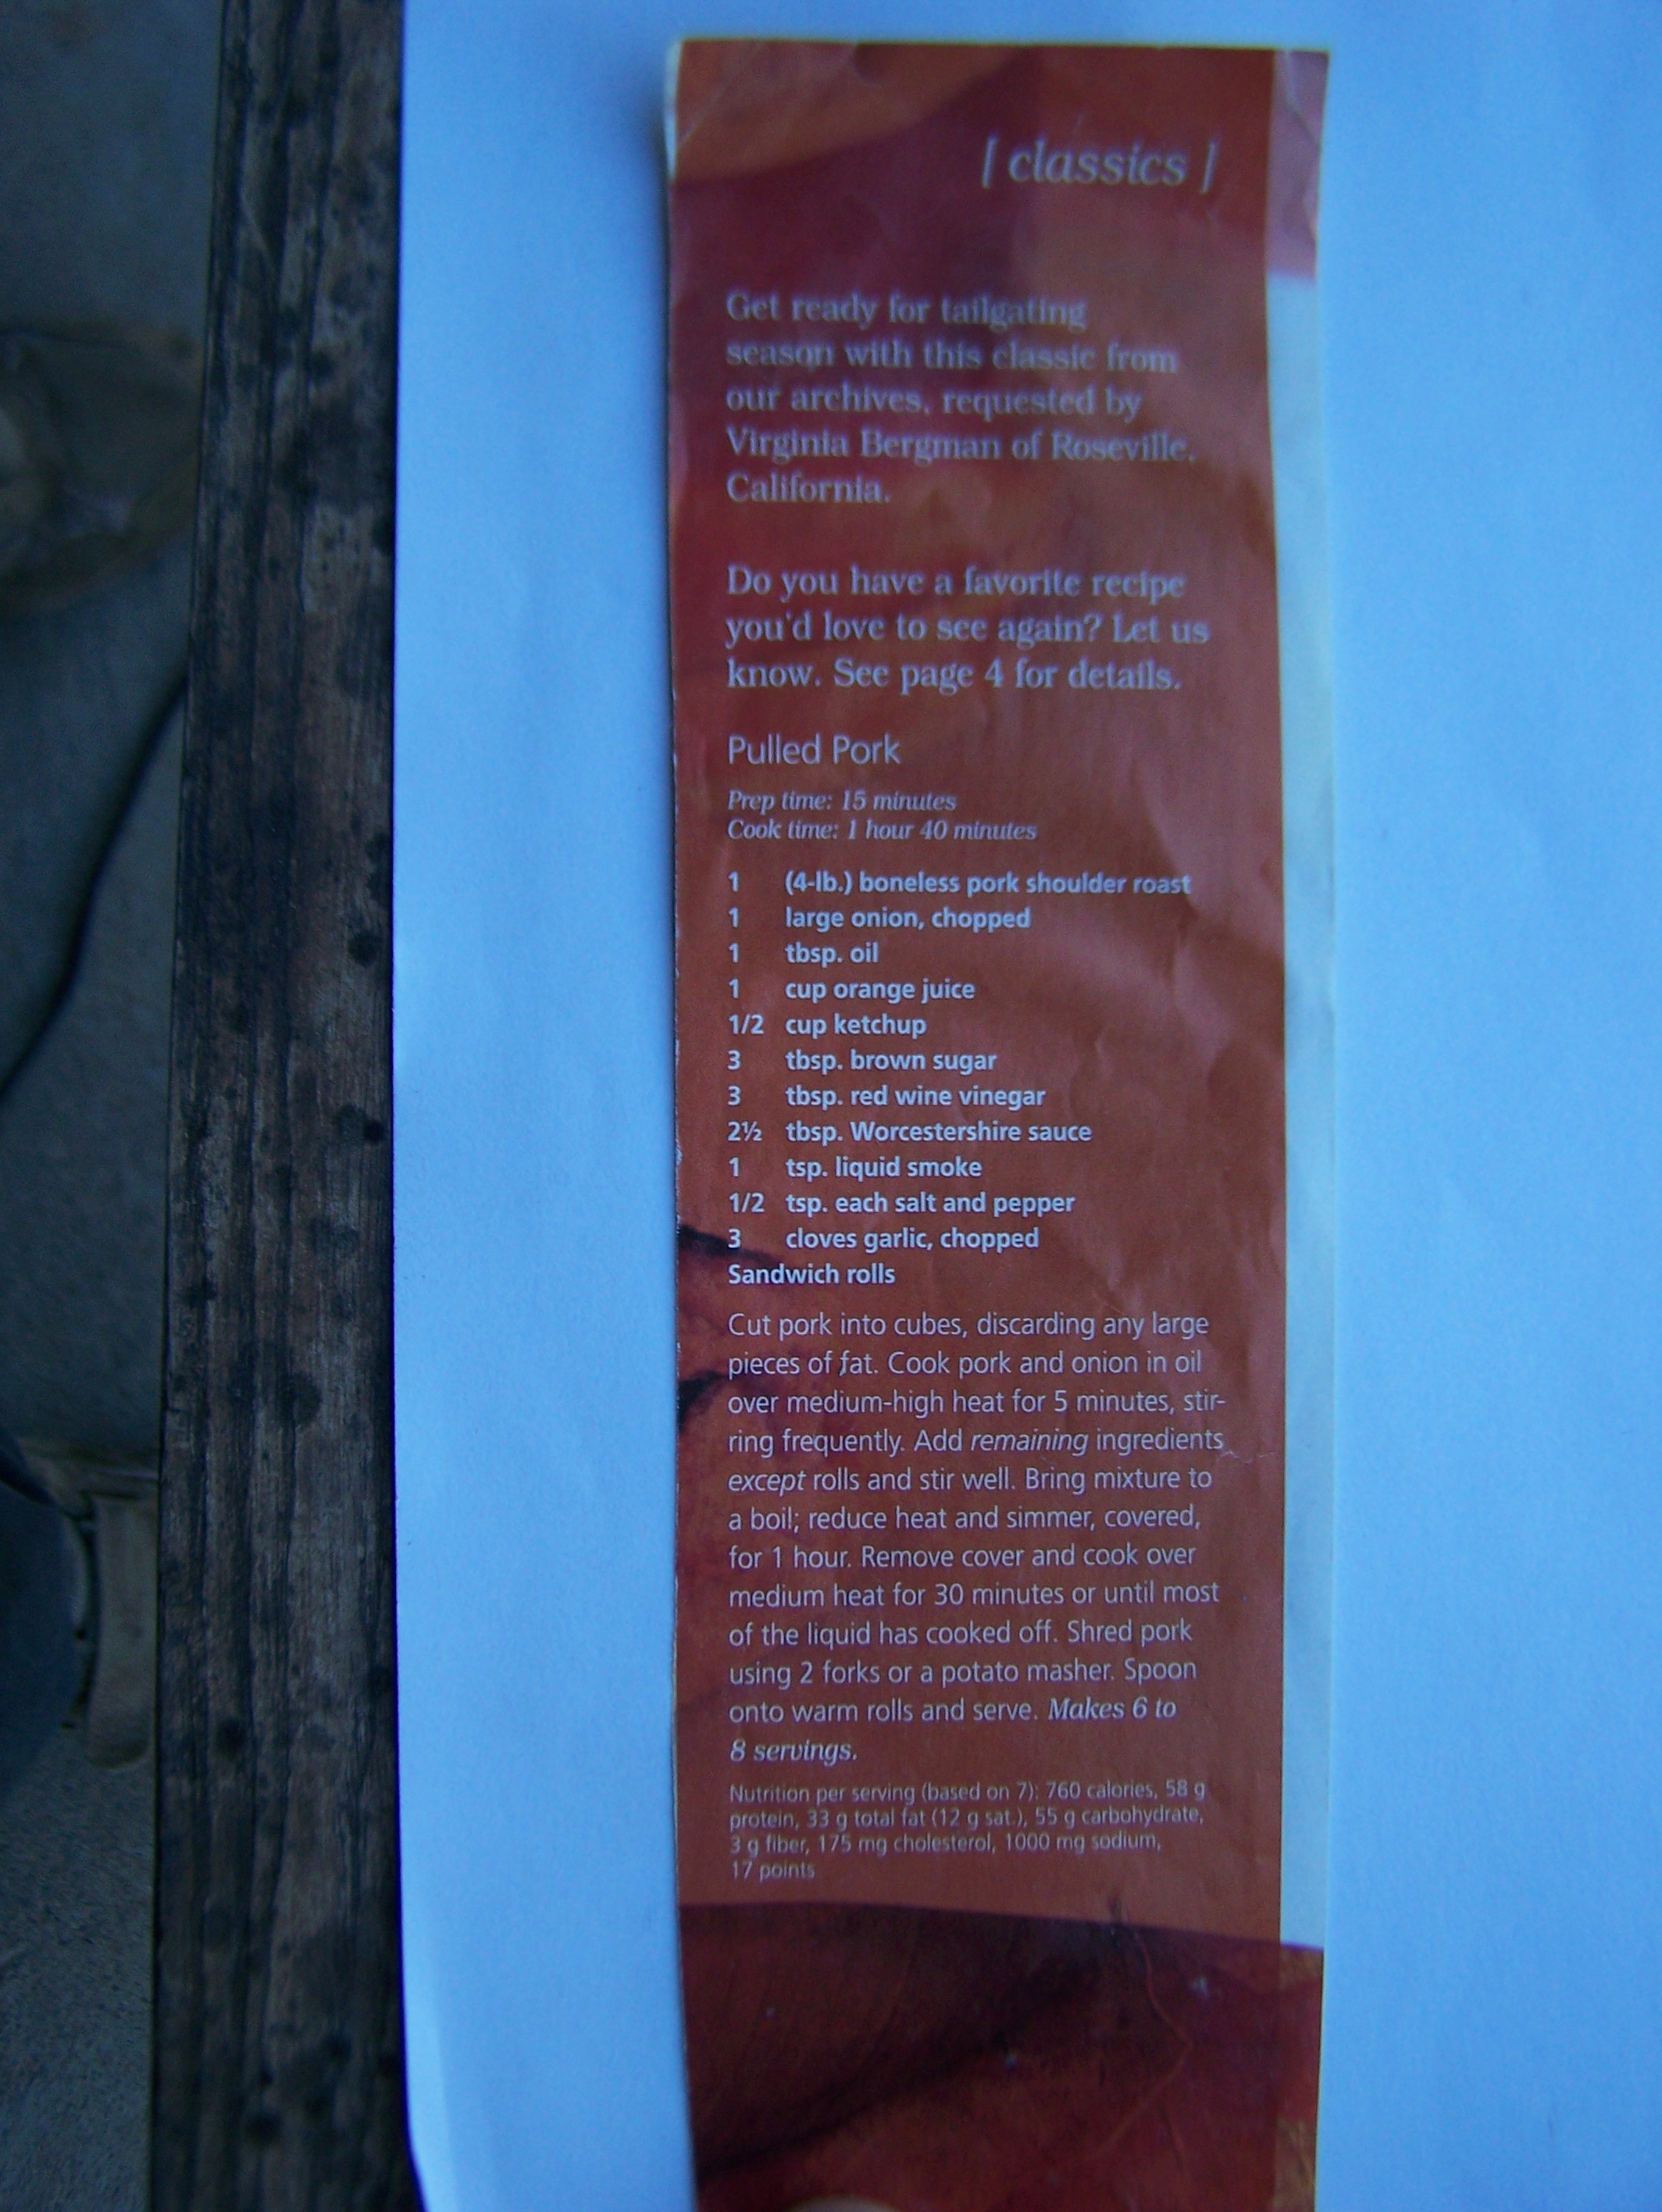 [ classics ]
Get ready for tailgating
season with this classic from
our archives, requested by
Virginia Bergman of Roseville,
California.
Do you have a favorite recipe
you'd love to see again? Let us
know. See page 4 for details.
Pulled Pork
Prep time: 15 minutes
Cook time: 1 hour 40 minutes
1 (4-lb.) boneless pork shoulder roast
1 large onion, chopped
1 tbsp. oil
1 cup orange juice
1/2 cup ketchup
3 tbsp. brown sugar
3 tbsp. red wine vinegar
2½ tbsp. Worcestershire sauce
1 tsp. liquid smoke
1/2 tsp. each salt and pepper
3 cloves garlic, chopped
Sandwich rolls
Cut pork into cubes, discarding any large
pieces of fat. Cook pork and onion in oil
over medium-high heat for 5 minutes, stir-
ring frequently. Add remaining ingredients
except rolls and stir well. Bring mixture to
a boil; reduce heat and simmer, covered,
for 1 hour. Remove cover and cook over
medium heat for 30 minutes or until most
of the liquid has cooked off. Shred pork
using 2 forks or a potato masher. Spoon
onto warm rolls and serve. Makes 6 to
8 servings.
Nutrition per serving (based on 7): 760 calories, 58 g
protein, 33 g total fat (12 g sat.), 55 g carbohydrate,
3 g fiber, 175 mg cholesterol, 1000 mg sodium,
17 points